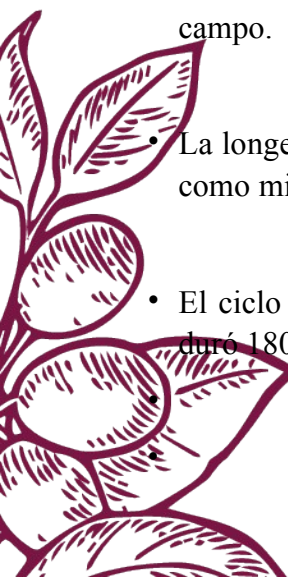 campo.
• La longe
como mi
• El ciclo
duró 180
•
•